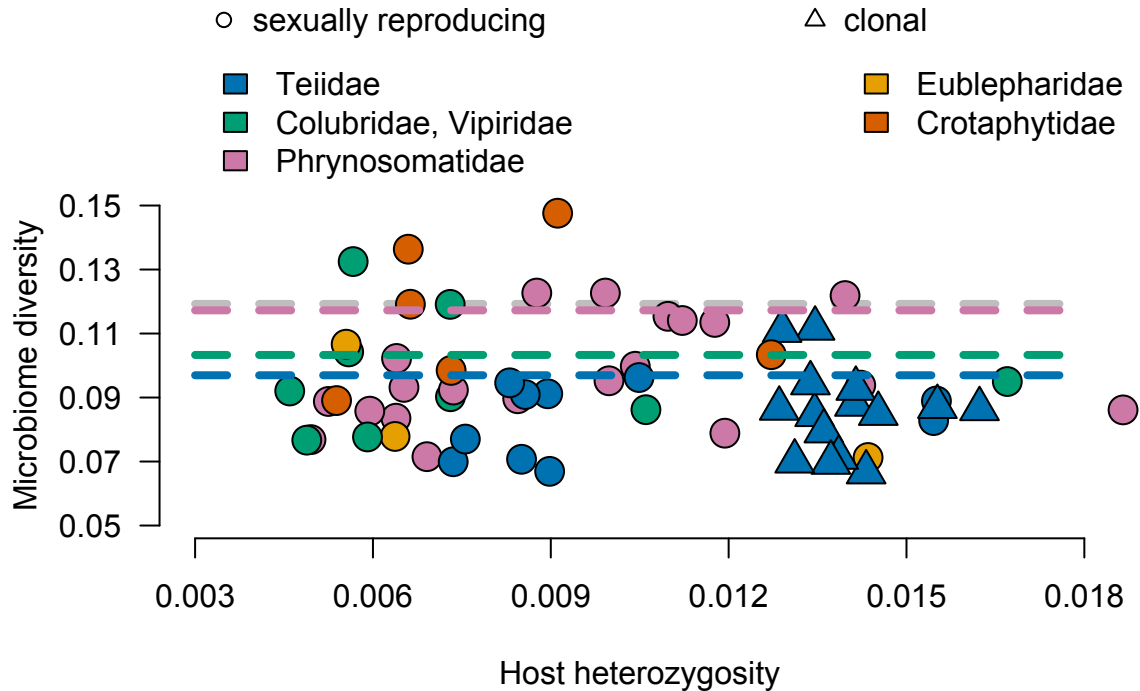 sexually reproducing
clonal
Teiidae
Eublepharidae
Colubridae, Vipiridae
Crotaphytidae
Phrynosomatidae
Microbiome diversity
0.15
0.13
0.11
0.09
0.07
0.05
0.003
0.006
0.009
0.012
0.015
0.018
Host heterozygosity